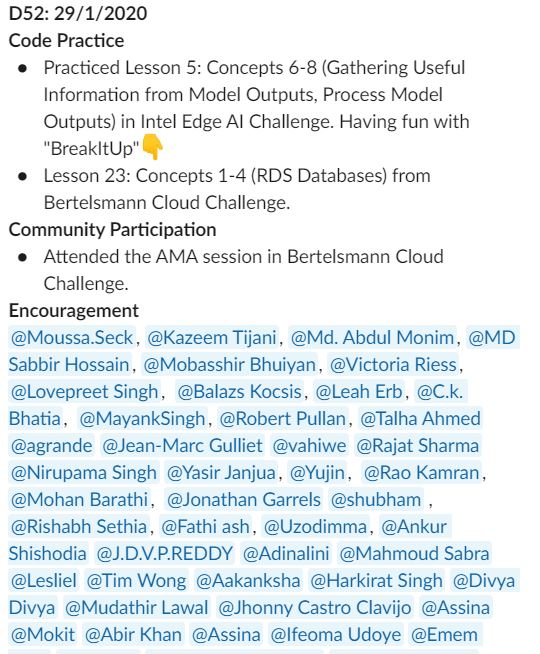 D52: 29/1/2020
Code Practice
● Practiced Lesson 5: Concepts 6-8 (Gathering Useful
Information from Model Outputs, Process Model
Outputs) in Intel Edge AI Challenge. Having fun with
"BreakItUp"👇
● Lesson 23: Concepts 1-4 (RDS Databases) from
Bertelsmann Cloud Challenge.
Community Participation
● Attended the AMA session in Bertelsmann Cloud
Challenge.
Encouragement
@Moussa.Seck, @Kazeem Tijani, @Md. Abdul Monim, @MD
Sabbir Hossain, @Mobasshir Bhuiyan, @Victoria Riess,
@Lovepreet Singh, @Balazs Kocsis, @Leah Erb, @C.k.
Bhatia, @MayankSingh, @Robert Pullan, @Talha Ahmed
@agrande @Jean-Marc Gulliet @vahiwe @Rajat Sharma
@Nirupama Singh @Yasir Janjua, @Yujin, @Rao Kamran,
@Mohan Barathi, @Jonathan Garrels @shubham ,
@Rishabh Sethia, @Fathi ash, @Uzodimma, @Ankur
Shishodia @J.D.V.P.REDDY @Adinalini @Mahmoud Sabra
@Lesliel @Tim Wong @Aakanksha @Harkirat Singh @Divya
Divya @Mudathir Lawal @Jhonny Castro Clavijo @Assina
@Mokit @Abir Khan @Assina @Ifeoma Udoye @Emem